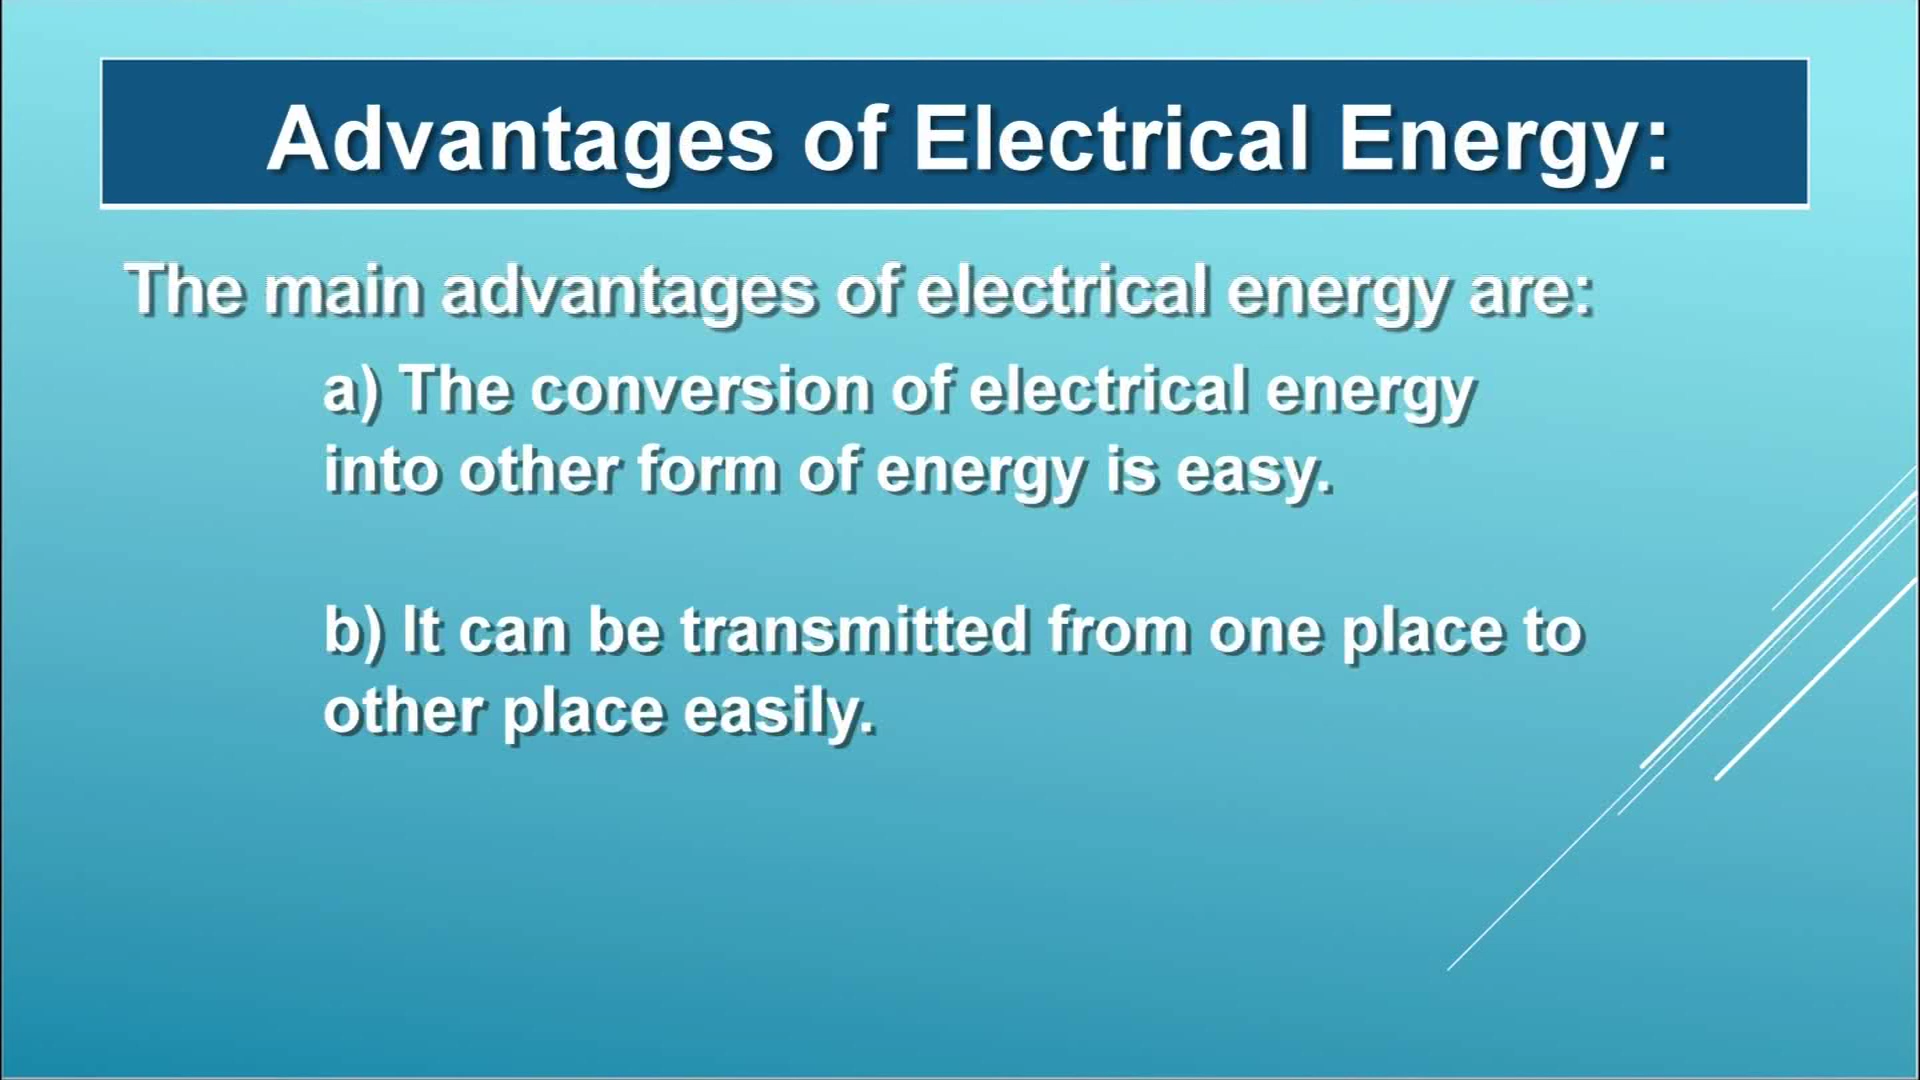 Advantages of Electrical Energy:
The main advantages of electrical energy are:
a) The conversion of electrical energy
into other form of energy is easy.
b) It can be transmitted from one place to
other place easily.